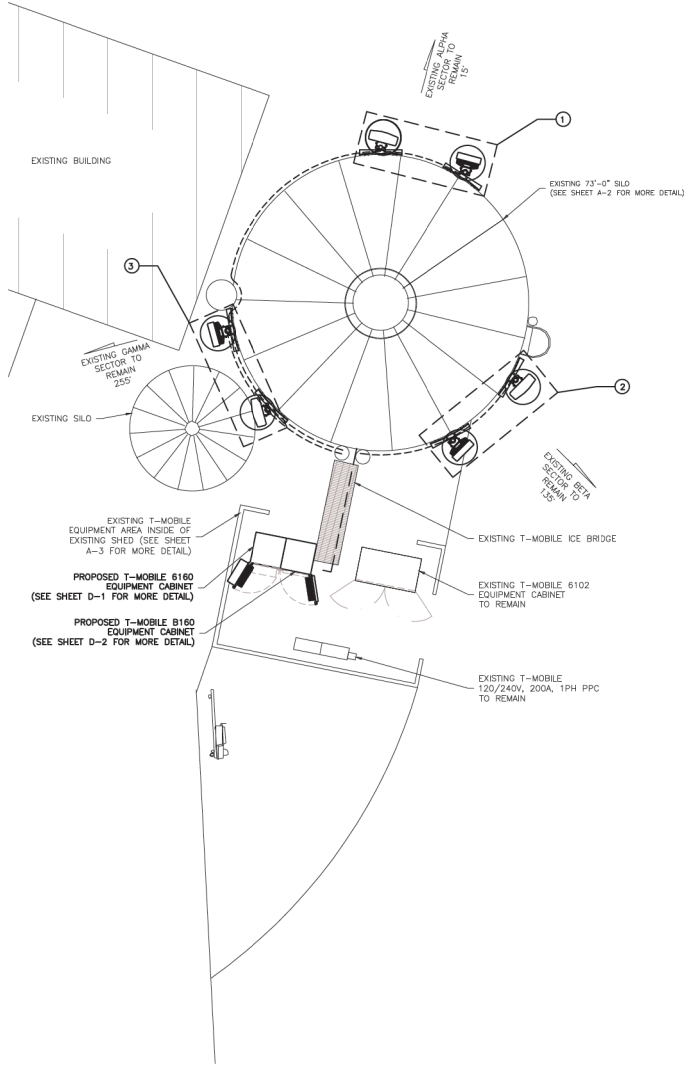 EXISTING ALPHA
SECTOR TO
REMAIN
15°
1
EXISTING BUILDING
EXISTING 73'-0" SILO
(SEE SHEET A-2 FOR MORE DETAIL)
3
EXISTING GAMMA
SECTOR TO
REMAIN
255°
2
EXISTING SILO
EXISTING BETA
SECTOR TO
REMAIN
135°
EXISTING T-MOBILE
EQUIPMENT AREA INSIDE OF
EXISTING SHED (SEE SHEET
A-3 FOR MORE DETAIL)
EXISTING T-MOBILE ICE BRIDGE
PROPOSED T-MOBILE 6160
EQUIPMENT CABINET
(SEE SHEET D-1 FOR MORE DETAIL)
EXISTING T-MOBILE 6102
EQUIPMENT CABINET
TO REMAIN
PROPOSED T-MOBILE B160
EQUIPMENT CABINET
(SEE SHEET D-2 FOR MORE DETAIL)
EXISTING T-MOBILE
120/240V, 200A, 1PH PPC
TO REMAIN